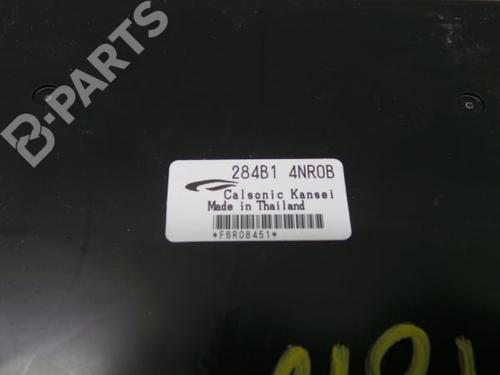 B-PARTS
284B1 4NR0B
Calsonic Kansei
Made in Thailand
*F6R08451*